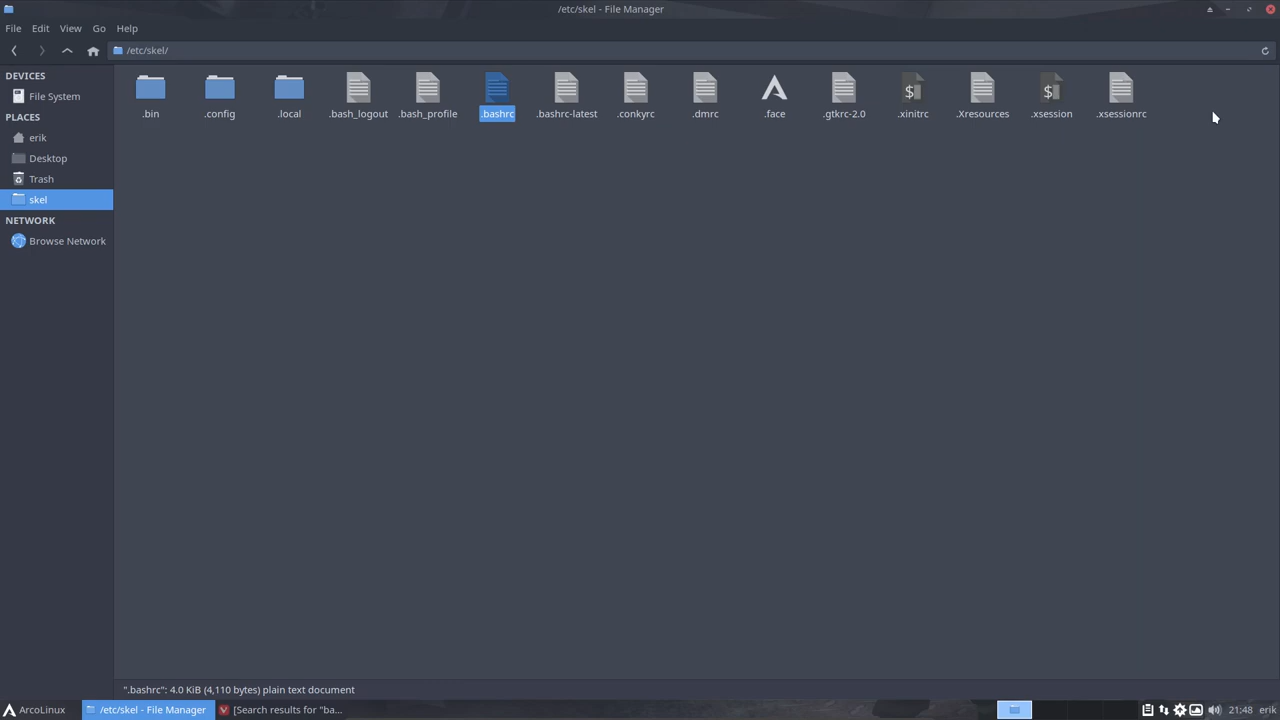 /etc/skel - File Manager
File Edit View Go Help
/etc/skel/
DEVICES
File System
PLACES
erik
Desktop
Trash
skel
NETWORK
Browse Network
.bin .config .local .bash_logout .bash_profile .bashrc .bashrc-latest .conkyrc .dmrc .face .gtkrc-2.0 .xinitrc .Xresources .xsession .xsessionrc
".bashrc": 4.0 KiB (4,110 bytes) plain text document
ArcoLinux /etc/skel - File Manager [Search results for "ba... 21:48 erik